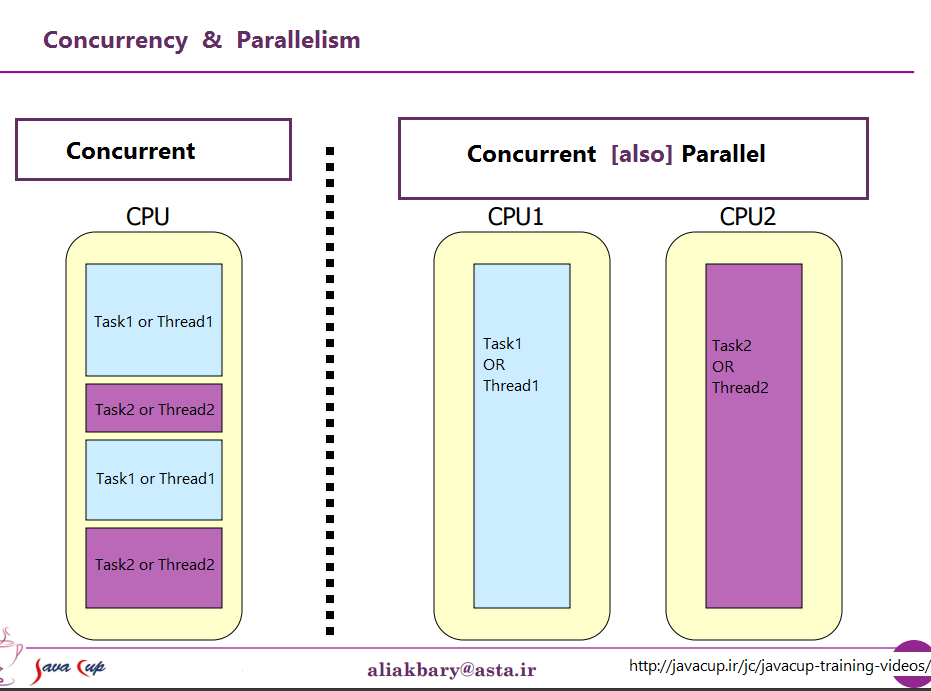 Concurrency & Parallelism
Concurrent
CPU
Task1 or Thread1
Task2 or Thread2
Task1 or Thread1
Task2 or Thread2
Concurrent [also] Parallel
CPU1
Task1
OR
Thread1
CPU2
Task2
OR
Thread2
Java Cup
aliakbary@asta.ir
http://javacup.ir/jc/javacup-training-videos/